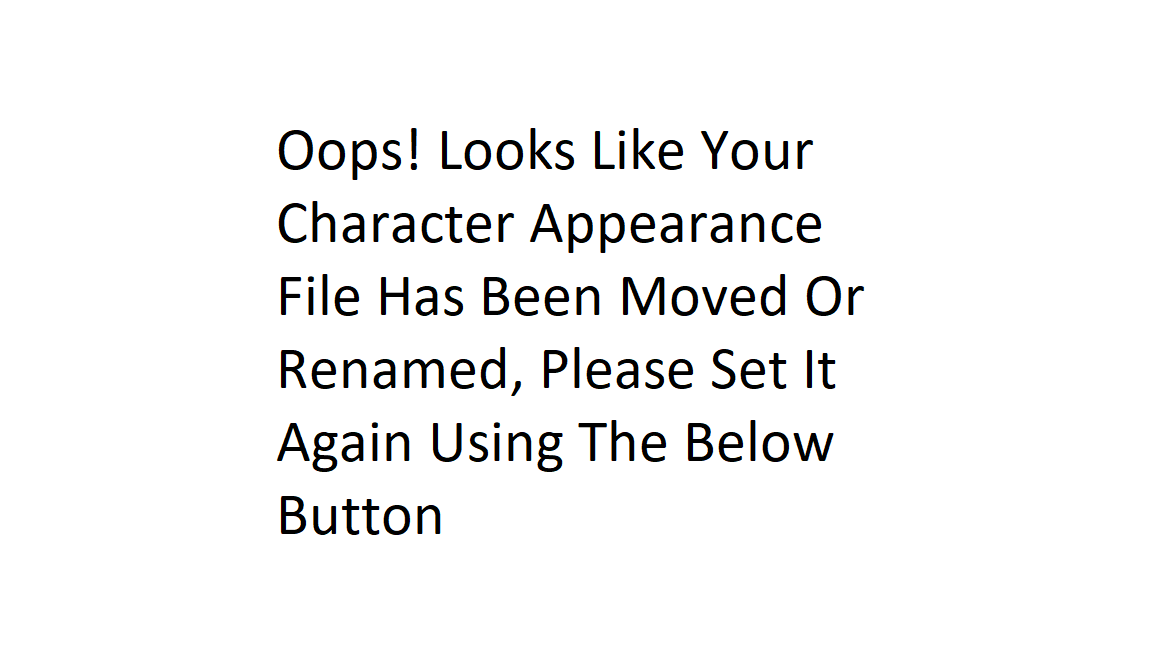 Oops! Looks Like Your
Character Appearance
File Has Been Moved Or
Renamed, Please Set It
Again Using The Below
Button